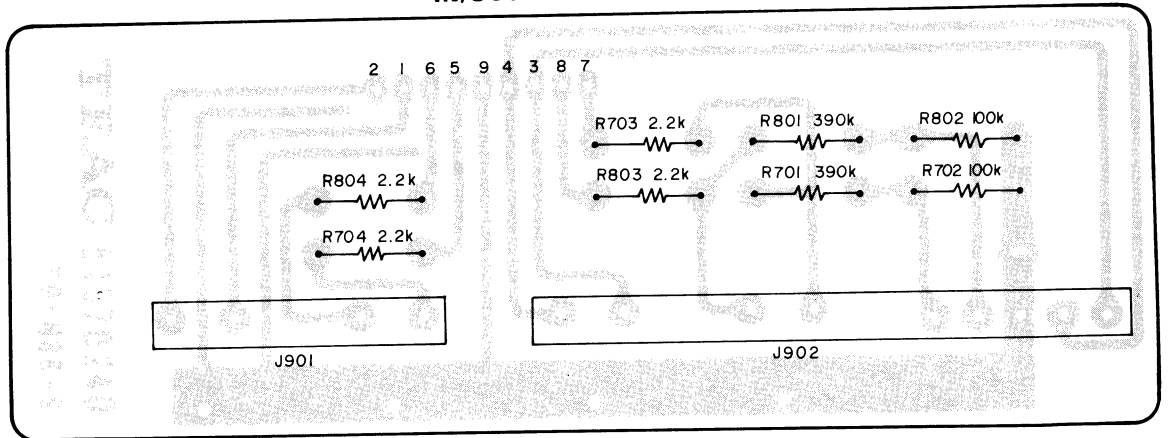 2 1 6 5 9 4 3 8 7
R703 2.2k R801 390k R802 100k
R804 2.2k R803 2.2k R701 390k R702 100k
R704 2.2k
J901 J902